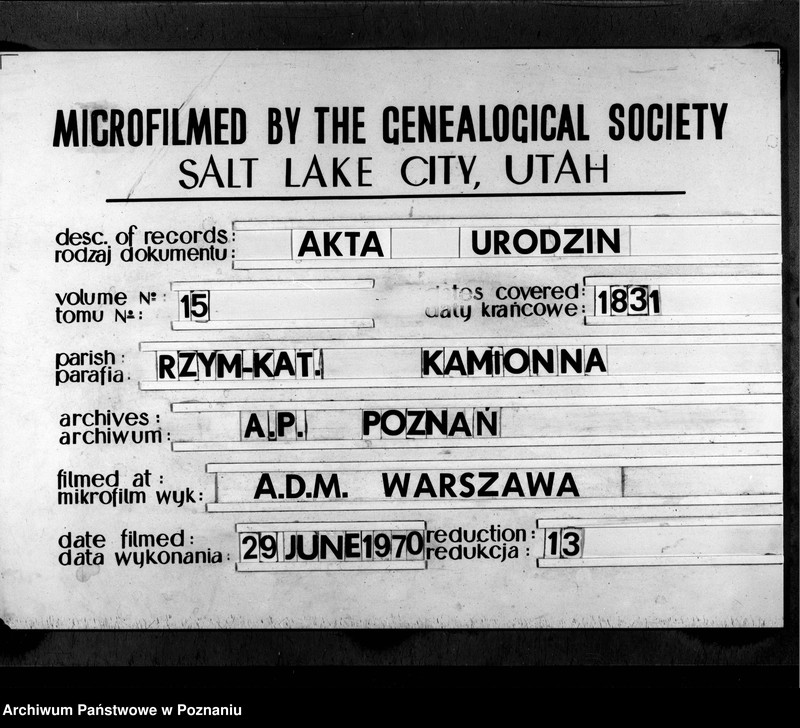 MICROFILMED BY THE GENEALOGICAL SOCIETY
SALT LAKE CITY, UTAH
desc. of records: AKTA URODZIN
rodzaj dokumentu:
volume №: 15 covered: 1831
tomu №: daty krańcowe:
parish: RZYM-KAT. KAMIONNA
parafia.
archives: A.P. POZNAŃ
archiwum:
filmed at: A.D.M. WARSZAWA
mikrofilm wyk:
date filmed: 29 JUNE 1970 reduction: 13
data wykonania: redukcja:
Archiwum Państwowe w Poznaniu